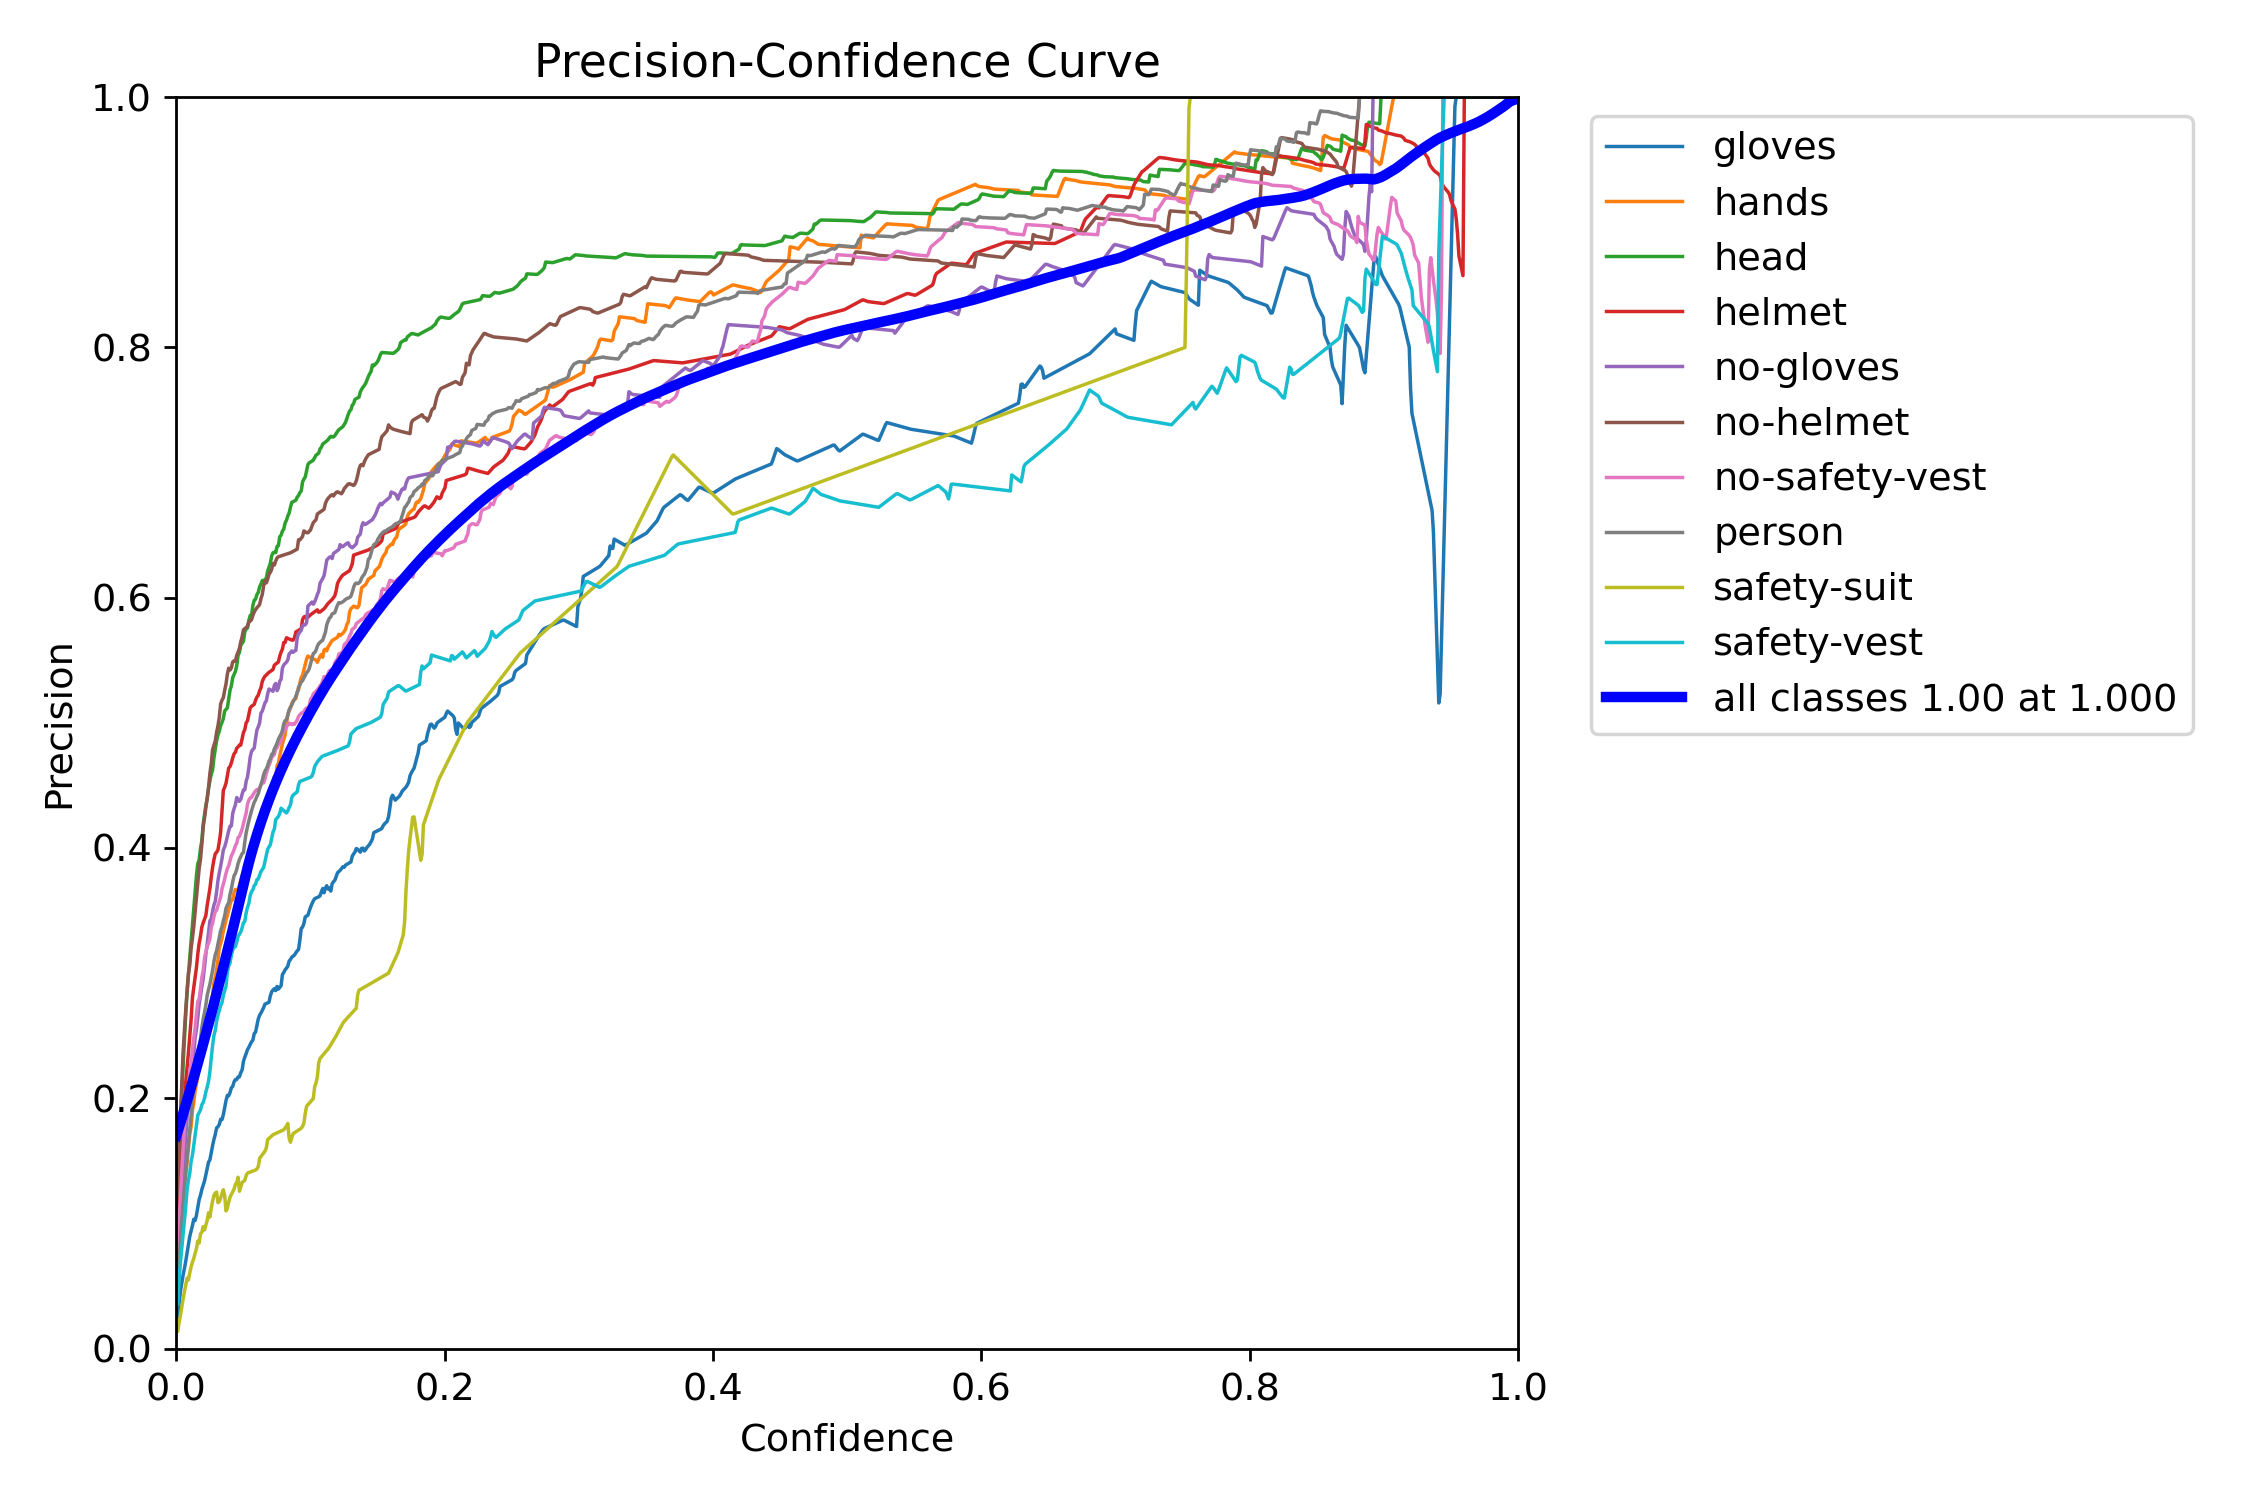 Precision-Confidence Curve
1.0
0.8
0.6
0.4
0.2
0.0
Precision
0.0 0.2 0.4 0.6 0.8 1.0
Confidence
gloves
hands
head
helmet
no-gloves
no-helmet
no-safety-vest
person
safety-suit
safety-vest
all classes 1.00 at 1.000